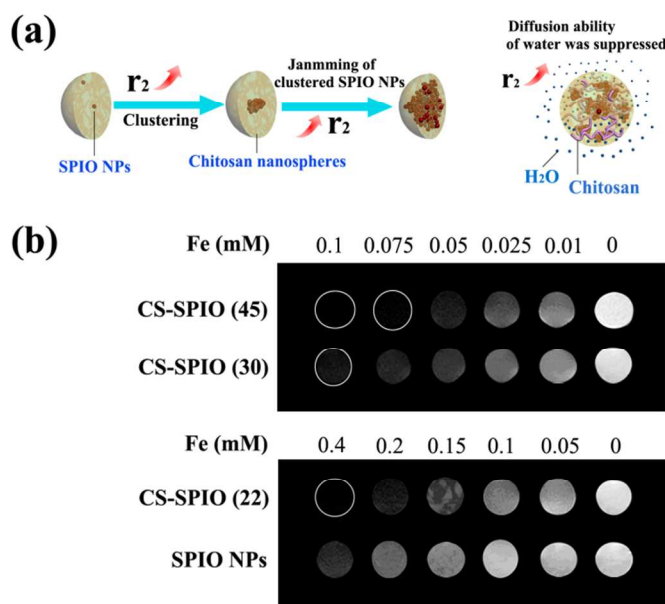 (a)
r2
Clustering
SPIO NPs
Chitosan nanospheres
Janmming of
clustered SPIO NPs
r2
Diffusion ability
of water was suppressed
r2
H2O
Chitosan
(b)
Fe (mM) 0.1 0.075 0.05 0.025 0.01 0
CS-SPIO (45)
CS-SPIO (30)
Fe (mM) 0.4 0.2 0.15 0.1 0.05 0
CS-SPIO (22)
SPIO NPs